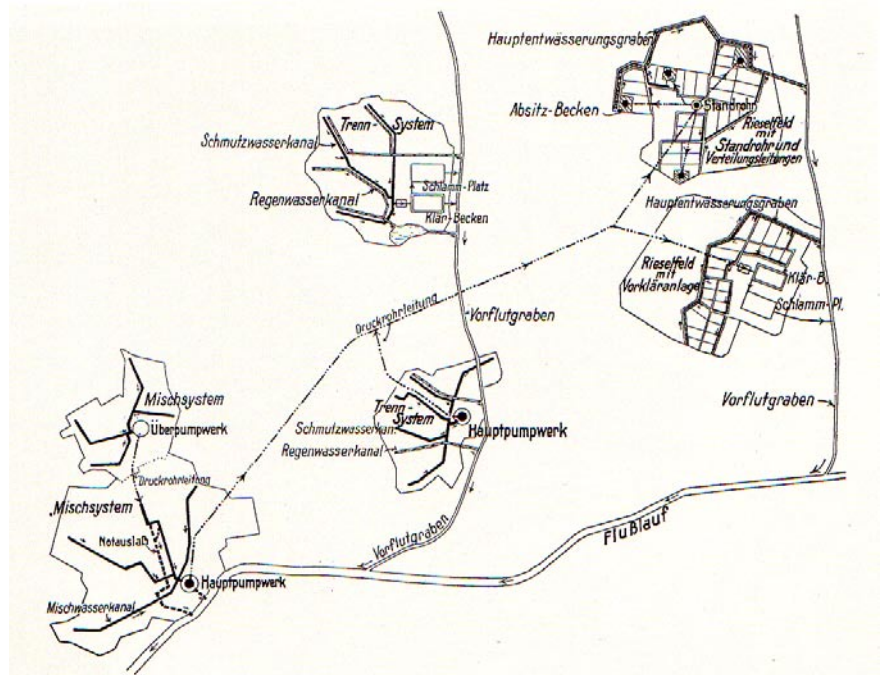 Hauptentwässerungsgraben
Absitz-Becken
Standrohr
Rieselfeld
mit
Standrohr und
Verteilungsleitungen
Trenn-System
Schmutzwasserkanal
Regenwasserkanal
Schlamm-Platz
Klär-Becken
Hauptentwässerungsgraben
Rieselfeld
mit
Vorkläranlage
Klär-B.
Schlamm-Pl.
Druckrohrleitung
Vorflutgraben
Mischsystem
Überpumpwerk
Trenn-
System
Schmutzwasserkan.
Regenwasserkanal
Hauptpumpwerk
Vorflutgraben
Druckrohrleitung
Mischsystem
Notauslaß
Mischwasserkanal
Hauptpumpwerk
Vorflutgraben
Flußlauf